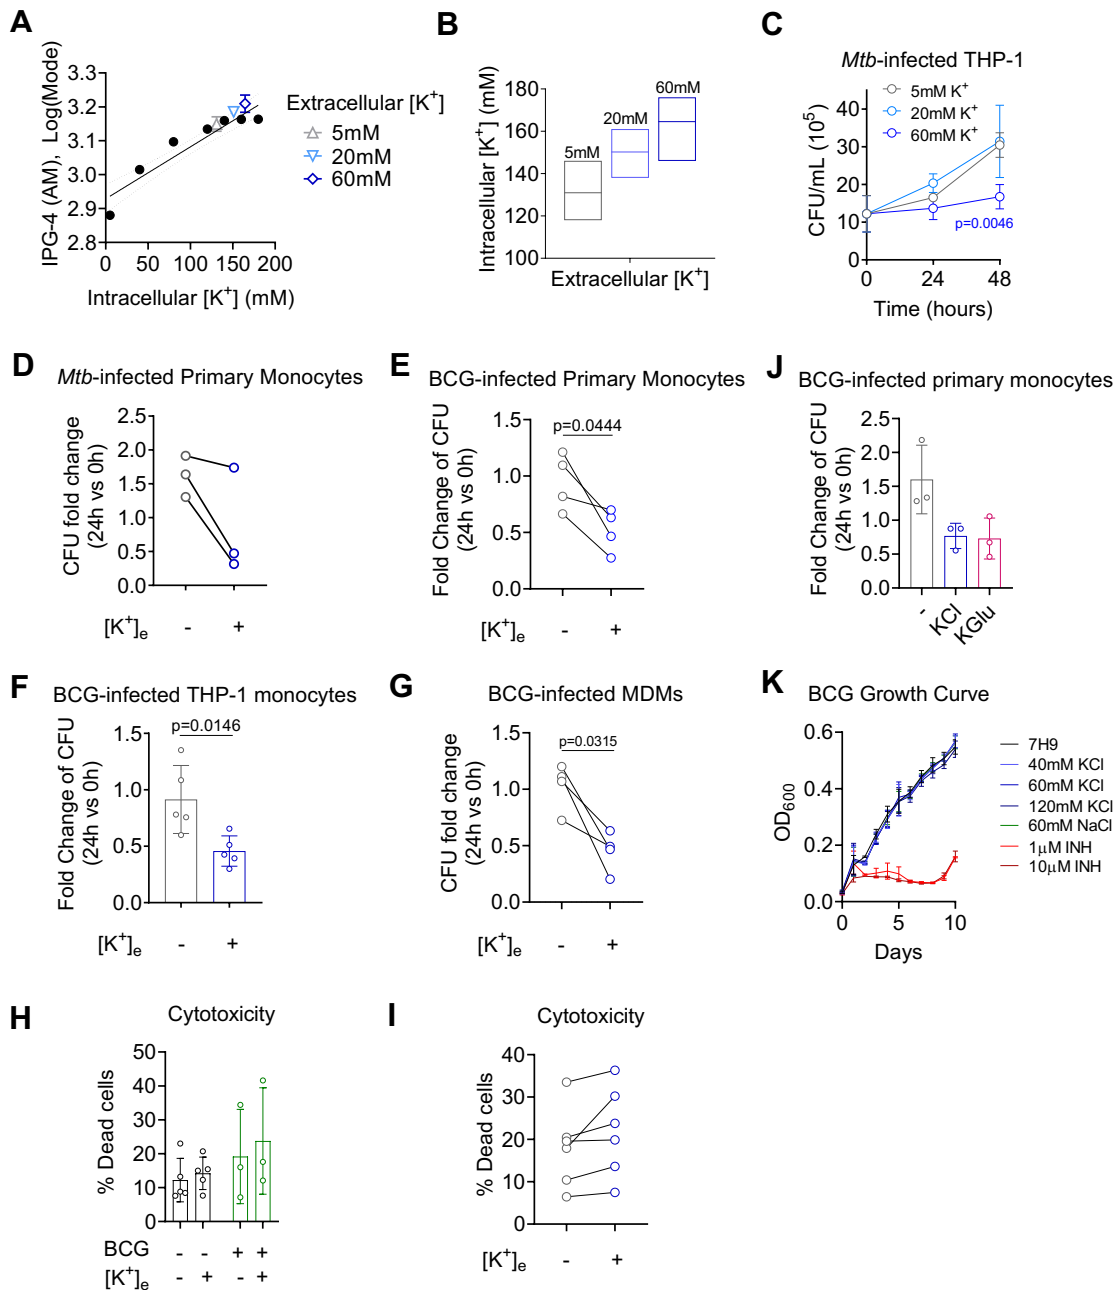 A
IPG-4 (AM), Log(Mode)
3.3
3.2
3.1
3.0
2.9
2.8
0 50 100 150 200
Intracellular [K⁺] (mM)
Extracellular [K⁺]
5mM
20mM
60mM
B
Intracellular [K⁺] (mM)
180
160
140
120
100
5mM
20mM
60mM
Extracellular [K⁺]
C
Mtb-infected THP-1
5mM K⁺
20mM K⁺
60mM K⁺
CFU/mL (10⁵)
40
30
20
10
0
p=0.0046
0 24 48
Time (hours)
D
Mtb-infected Primary Monocytes
CFU fold change
(24h vs 0h)
2.5
2.0
1.5
1.0
0.5
0.0
[K⁺]ₑ - +
E
BCG-infected Primary Monocytes
Fold Change of CFU
(24h vs 0h)
1.5
1.0
0.5
0.0
p=0.0444
[K⁺]ₑ - +
J
BCG-infected primary monocytes
Fold Change of CFU
(24h vs 0h)
2.5
2.0
1.5
1.0
0.5
0.0
- KCl KGlu
F
BCG-infected THP-1 monocytes
Fold Change of CFU
(24h vs 0h)
1.5
1.0
0.5
0.0
p=0.0146
[K⁺]ₑ - +
G
BCG-infected MDMs
CFU fold change
(24h vs 0h)
1.5
1.0
0.5
0.0
p=0.0315
[K⁺]ₑ - +
K
BCG Growth Curve
OD₆₀₀
0.6
0.4
0.2
0.0
0 5 10
Days
7H9
40mM KCl
60mM KCl
120mM KCl
60mM NaCl
1μM INH
10μM INH
H
Cytotoxicity
% Dead cells
50
40
30
20
10
0
BCG - - + +
[K⁺]ₑ - + - +
I
Cytotoxicity
% Dead cells
40
30
20
10
0
[K⁺]ₑ - +